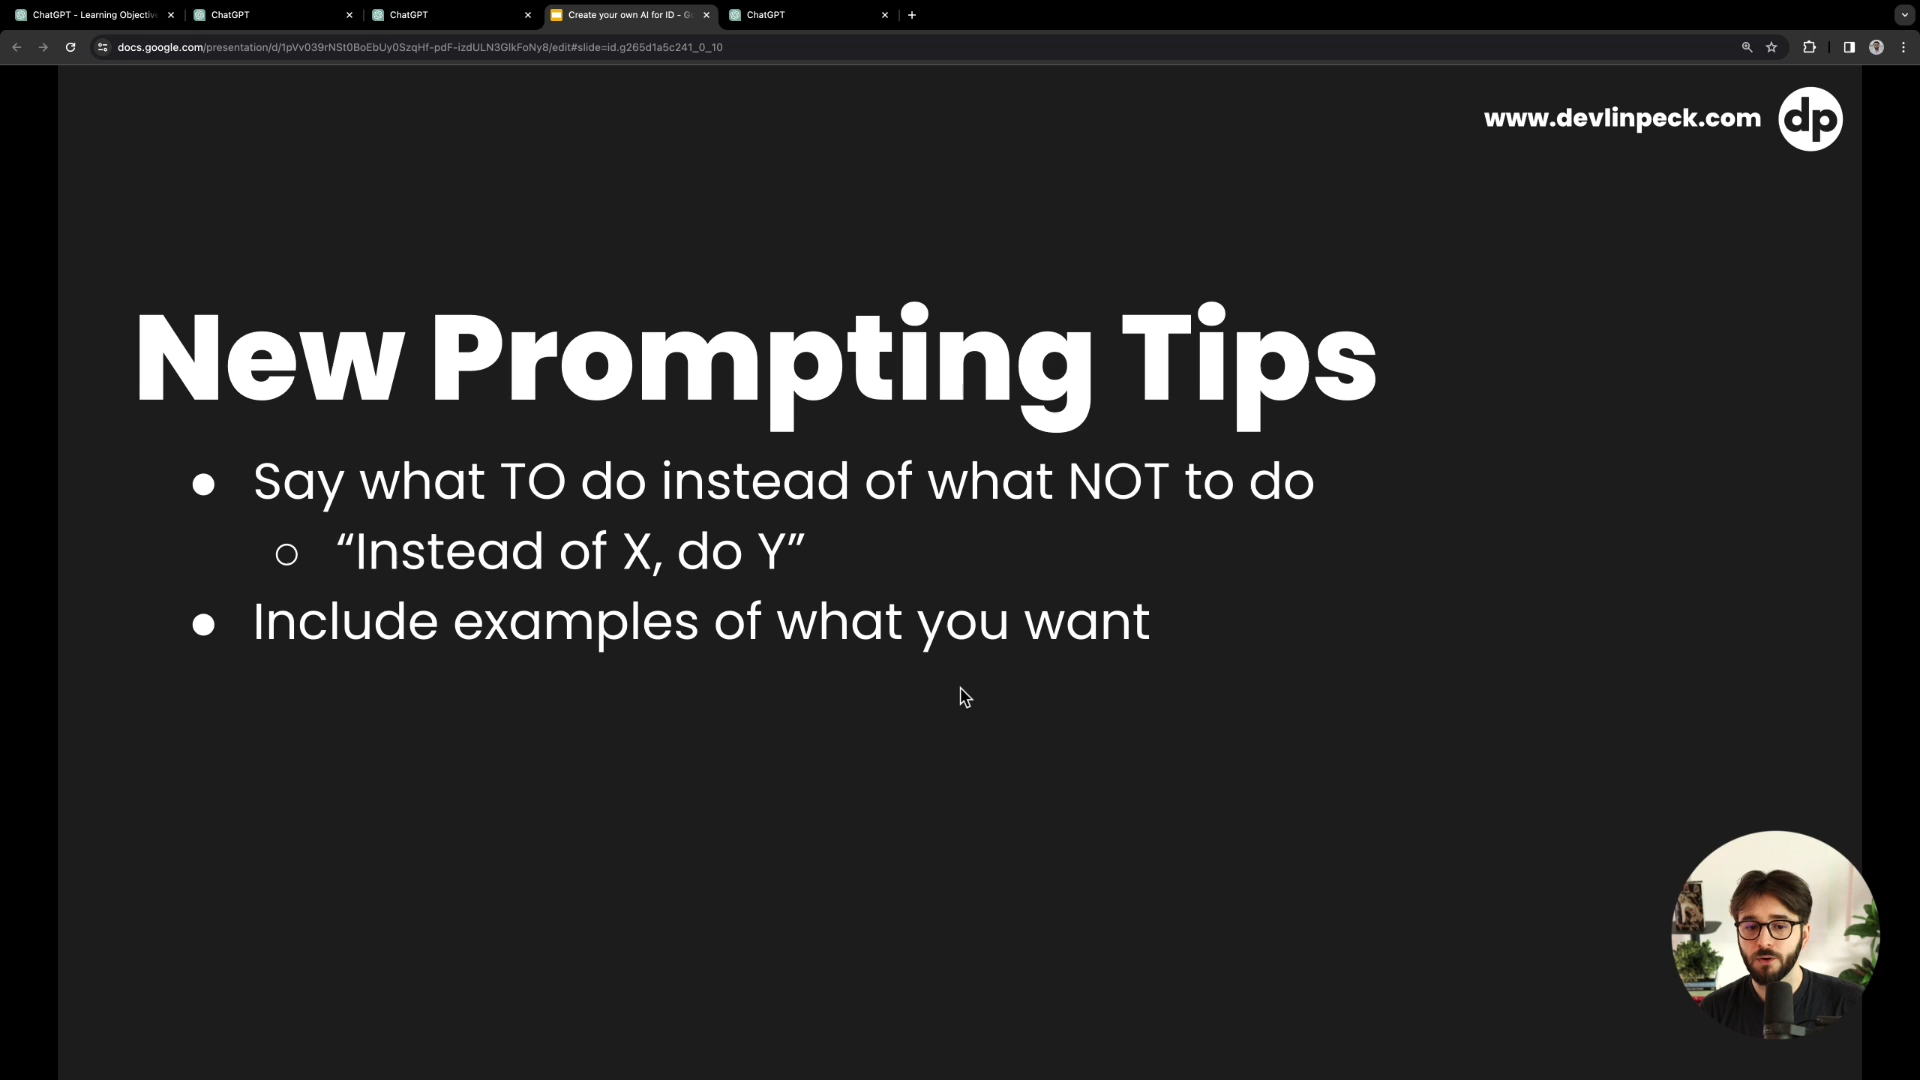 ChatGPT - Learning Objectiv
ChatGPT
ChatGPT
Create your own AI for ID - G
ChatGPT
docs.google.com/presentation/d/1pVv039rNSt0BoEbUy0SzqHf-pdF-izdULN3GlkFoNy8/edit#slide=id.g265d1a5c241_0_10
www.devlinpeck.com
dp
New Prompting Tips
● Say what TO do instead of what NOT to do
○ “Instead of X, do Y”
● Include examples of what you want